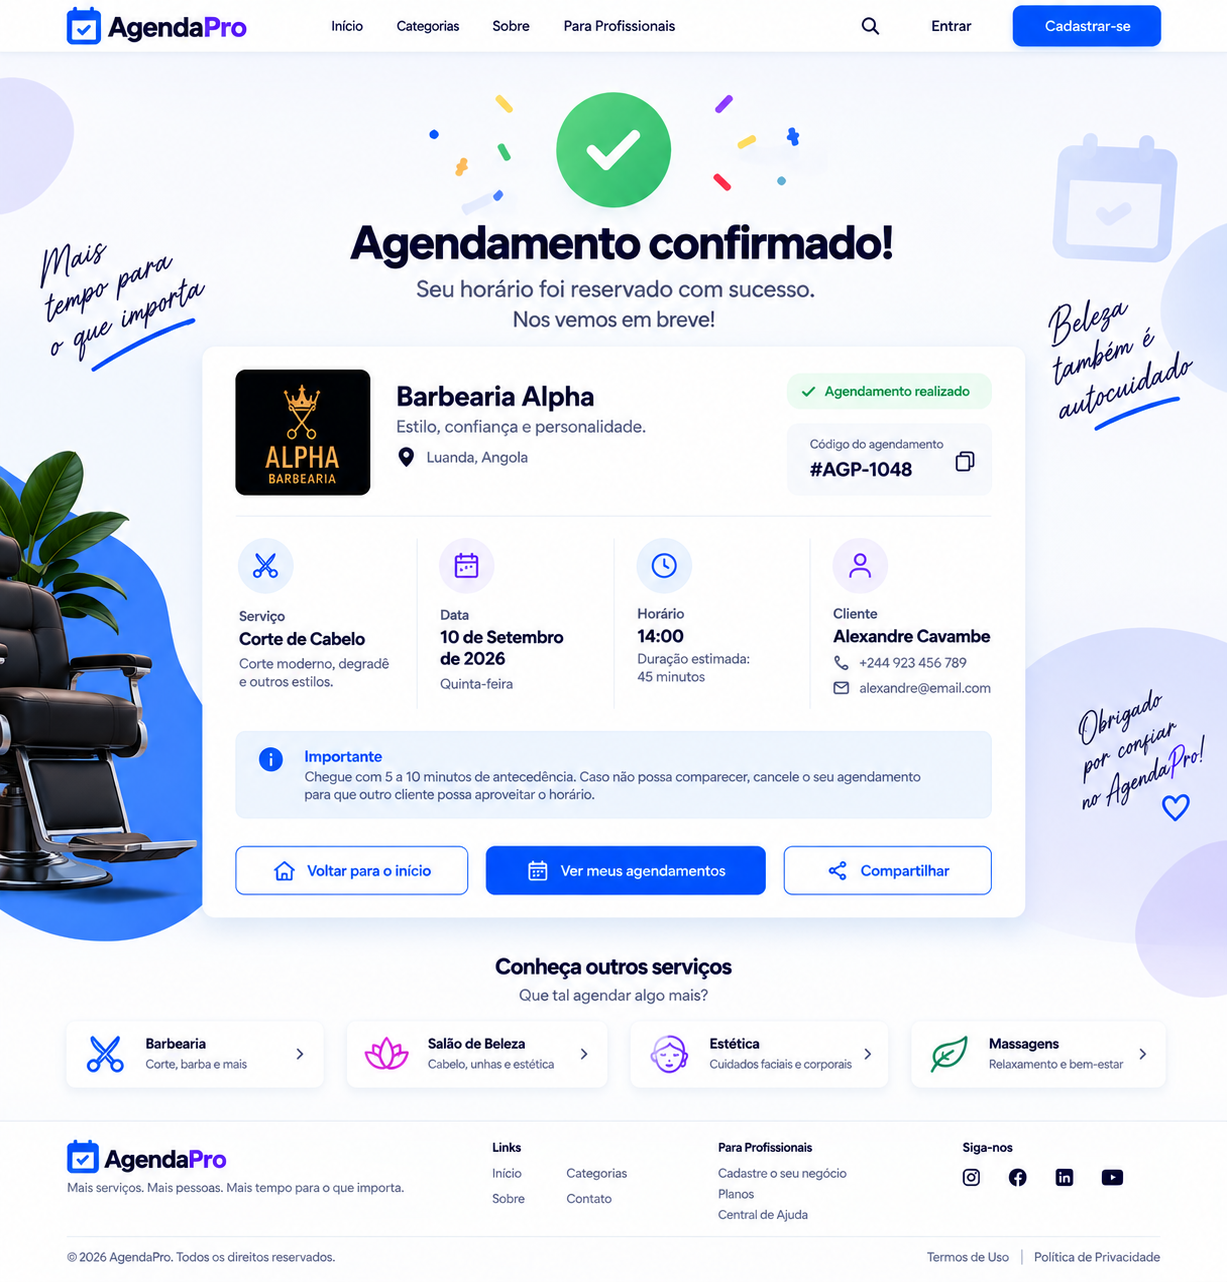 AgendaPro
Início
Categorias
Sobre
Para Profissionais
Entrar
Cadastrar-se
Mais
tempo para
o que importa
Agendamento confirmado!
Seu horário foi reservado com sucesso.
Nos vemos em breve!
Beleza
também é
autocuidado
ALPHA
BARBEARIA
Barbearia Alpha
Estilo, confiança e personalidade.
Luanda, Angola
Agendamento realizado
Código do agendamento
#AGP-1048
Serviço
Corte de Cabelo
Corte moderno, degradê
e outros estilos.
Data
10 de Setembro
de 2026
Quinta-feira
Horário
14:00
Duração estimada:
45 minutos
Cliente
Alexandre Cavambe
+244 923 456 789
alexandre@email.com
Obrigado
por confiar
no AgendaPro!
Importante
Chegue com 5 a 10 minutos de antecedência. Caso não possa comparecer, cancele o seu agendamento
para que outro cliente possa aproveitar o horário.
Voltar para o início
Ver meus agendamentos
Compartilhar
Conheça outros serviços
Que tal agendar algo mais?
Barbearia
Corte, barba e mais
Salão de Beleza
Cabelo, unhas e estética
Estética
Cuidados faciais e corporais
Massagens
Relaxamento e bem-estar
AgendaPro
Mais serviços. Mais pessoas. Mais tempo para o que importa.
Links
Início
Categorias
Sobre
Contato
Para Profissionais
Cadastre o seu negócio
Planos
Central de Ajuda
Siga-nos
© 2026 AgendaPro. Todos os direitos reservados.
Termos de Uso
Política de Privacidade